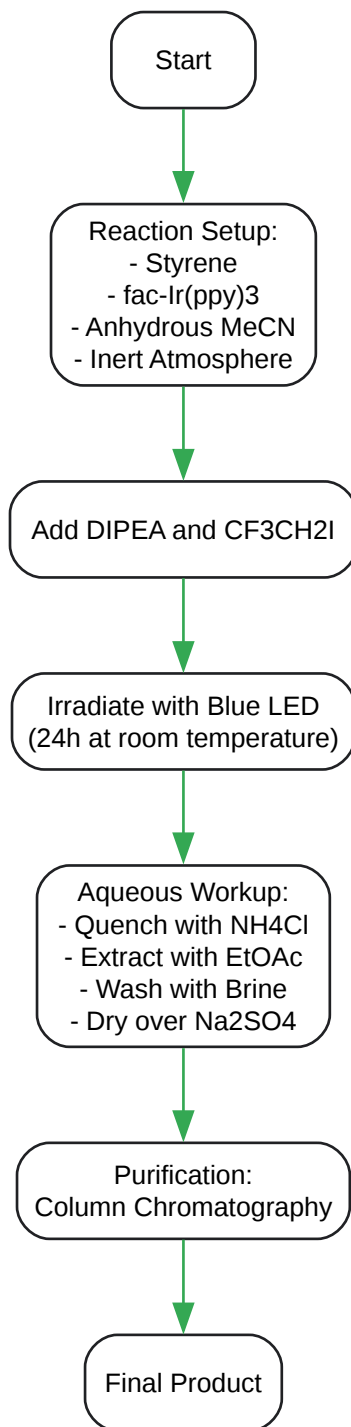 Start
Reaction Setup:
- Styrene
- fac-Ir(ppy)3
- Anhydrous MeCN
- Inert Atmosphere
Add DIPEA and CF3CH2I
Irradiate with Blue LED
(24h at room temperature)
Aqueous Workup:
- Quench with NH4Cl
- Extract with EtOAc
- Wash with Brine
- Dry over Na2SO4
Purification:
Column Chromatography
Final Product